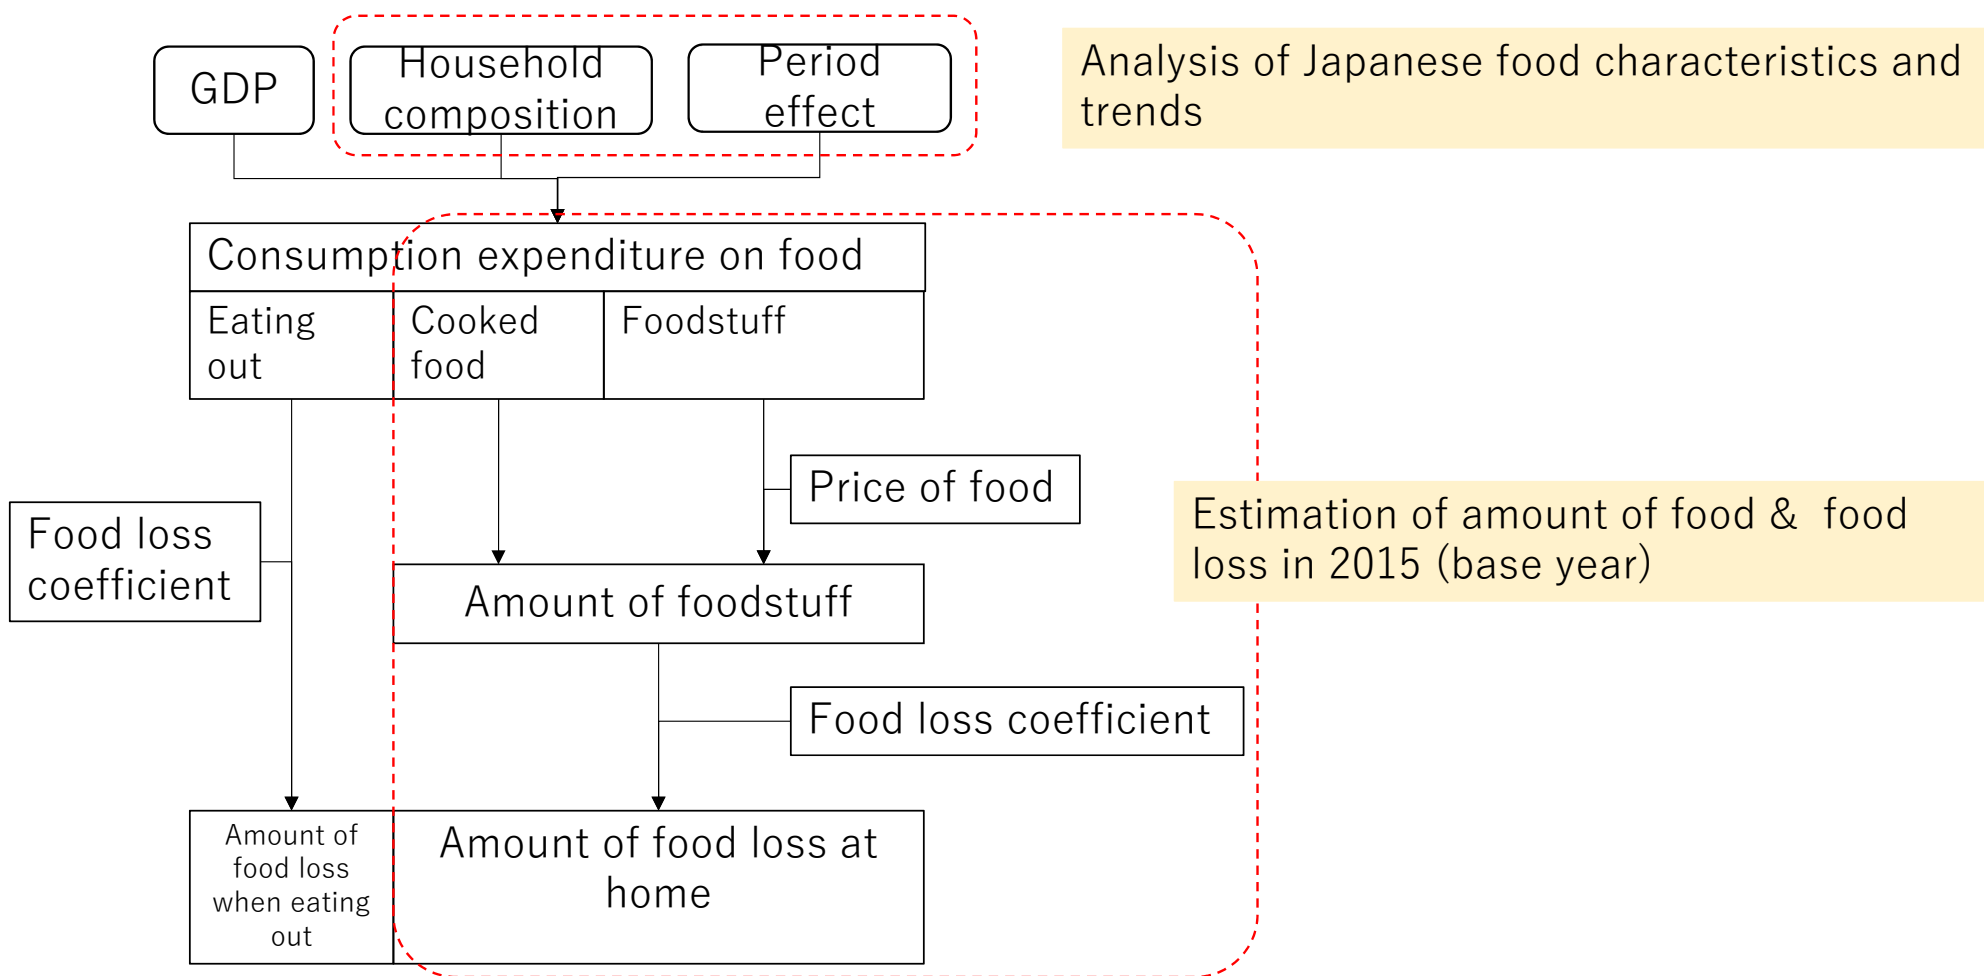 GDP
Household
composition
Period
effect
Analysis of Japanese food characteristics and
trends
Consumption expenditure on food
Eating
out
Cooked
food
Foodstuff
Price of food
Food loss
coefficient
Estimation of amount of food &  food
loss in 2015 (base year)
Amount of foodstuff
Food loss coefficient
Amount of
food loss
when eating
out
Amount of food loss at
home